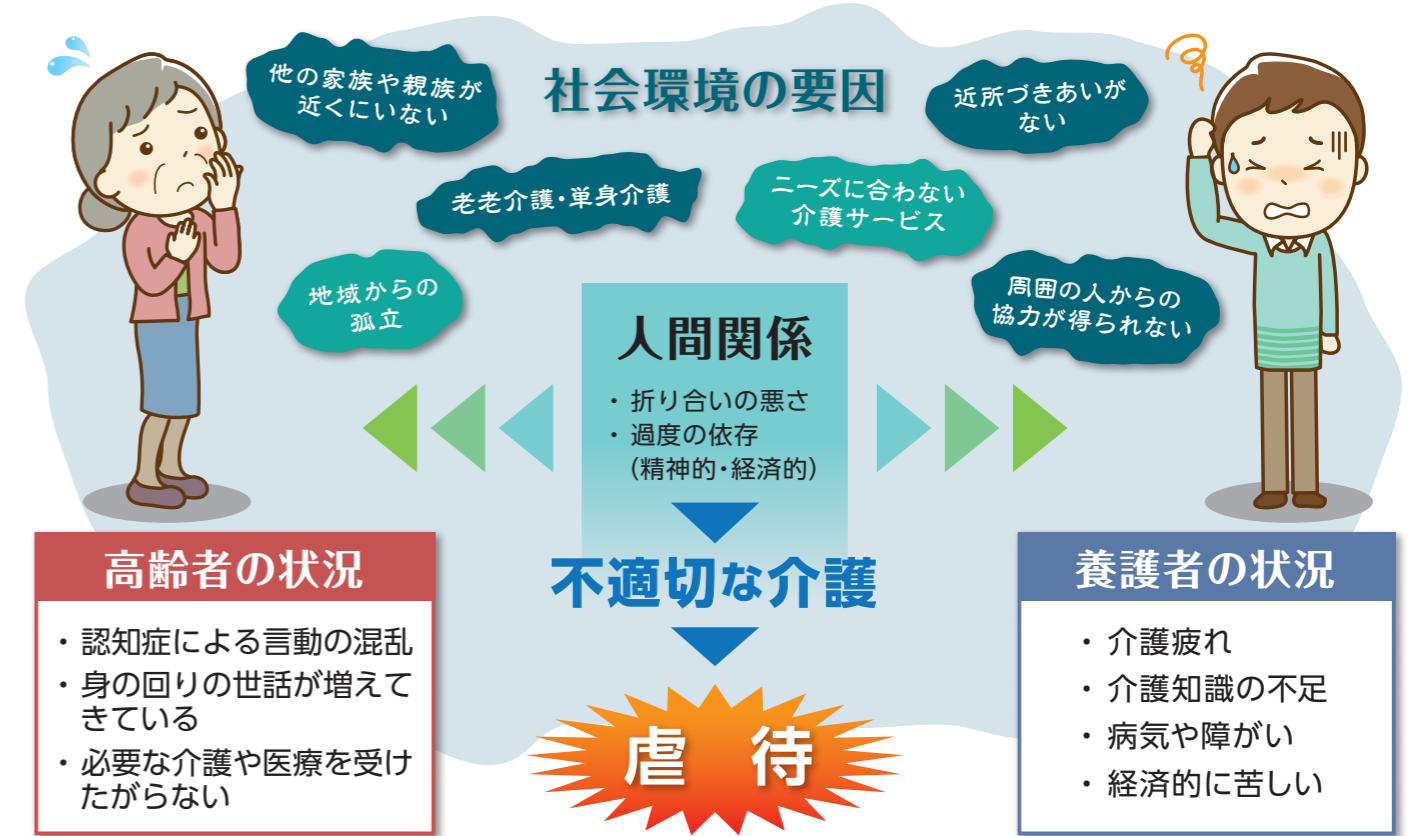 社会環境の要因
他の家族や親族が
近くにいない
近所づきあいが
ない
老老介護・単身介護
ニーズに合わない
介護サービス
地域からの
孤立
周囲の人からの
協力が得られない
人間関係
・折り合いの悪さ
・過度の依存
（精神的・経済的）
不適切な介護
虐 待
高齢者の状況
・認知症による言動の混乱
・身の回りの世話が増えて
きている
・必要な介護や医療を受け
たがらない
養護者の状況
・介護疲れ
・介護知識の不足
・病気や障がい
・経済的に苦しい